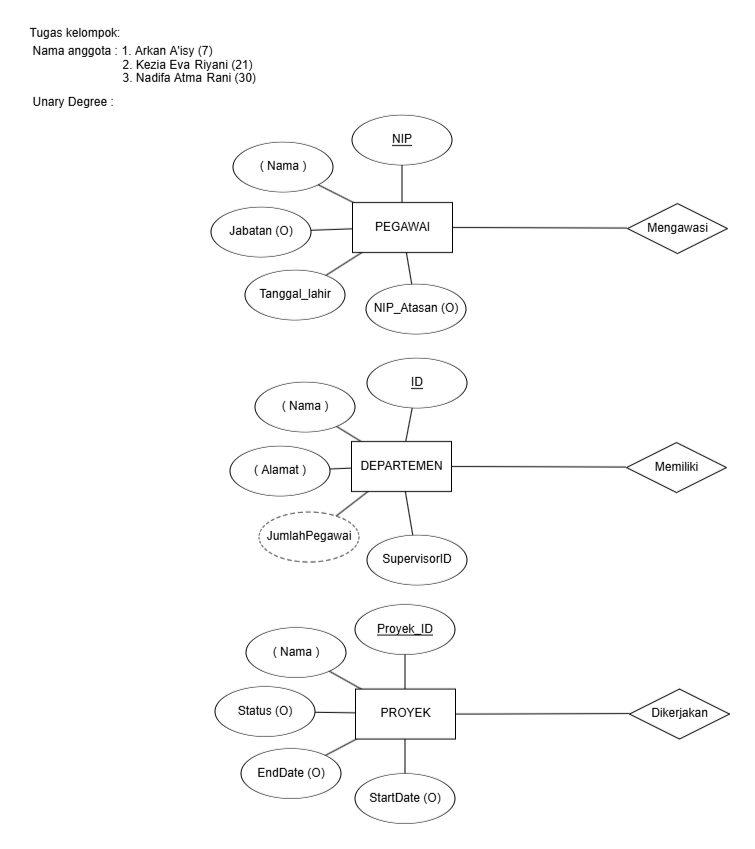 Tugas kelompok:
Nama anggota : 1. Arkan A'isy (7)
2. Kezia Eva Riyani (21)
3. Nadifa Atma Rani (30)
Unary Degree :
NIP
( Nama )
Jabatan (O)
PEGAWAI
Mengawasi
Tanggal_lahir
NIP_Atasan (O)
ID
( Nama )
( Alamat )
DEPARTEMEN
Memiliki
JumlahPegawai
SupervisorID
Proyek_ID
( Nama )
Status (O)
PROYEK
Dikerjakan
EndDate (O)
StartDate (O)